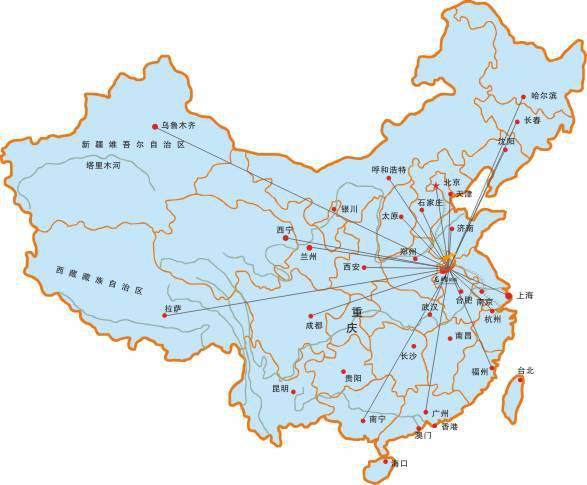 哈尔滨
长春
乌鲁木齐
沈阳
新疆维吾尔自治区
塔里木河
呼和浩特
北京
天津
石家庄
银川
太原
济南
西宁
郑州
兰州
西安
西藏藏族自治区
合肥
南京
上海
拉萨
武汉
重庆
杭州
成都
南昌
长沙
福州
台北
贵阳
昆明
广州
南宁
香港
澳门
海口